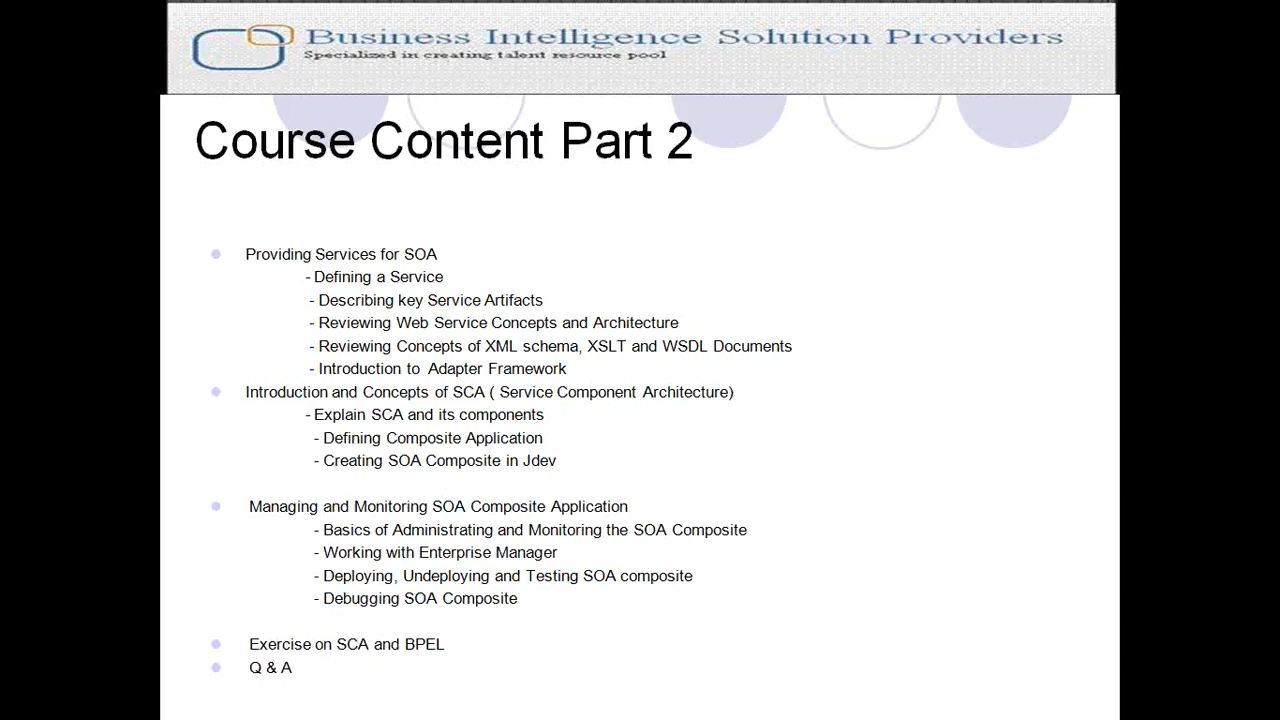 Business Intelligence Solution Providers
Specialized in creating talent resource pool
Course Content Part 2
Providing Services for SOA
- Defining a Service
- Describing key Service Artifacts
- Reviewing Web Service Concepts and Architecture
- Reviewing Concepts of XML schema, XSLT and WSDL Documents
- Introduction to Adapter Framework
Introduction and Concepts of SCA ( Service Component Architecture)
- Explain SCA and its components
- Defining Composite Application
- Creating SOA Composite in Jdev
Managing and Monitoring SOA Composite Application
- Basics of Administrating and Monitoring the SOA Composite
- Working with Enterprise Manager
- Deploying, Undeploying and Testing SOA composite
- Debugging SOA Composite
Exercise on SCA and BPEL
Q & A